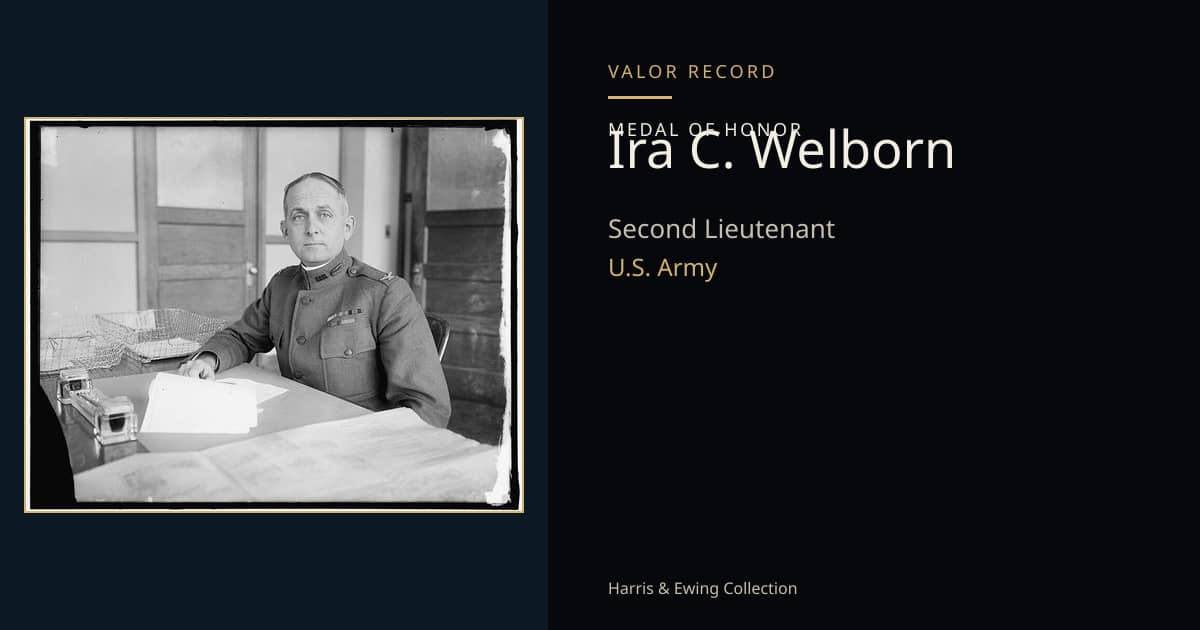 VALOR RECORD
MEDAL OF HONOR
Ira C. Welborn
Second Lieutenant
U.S. Army
Harris & Ewing Collection